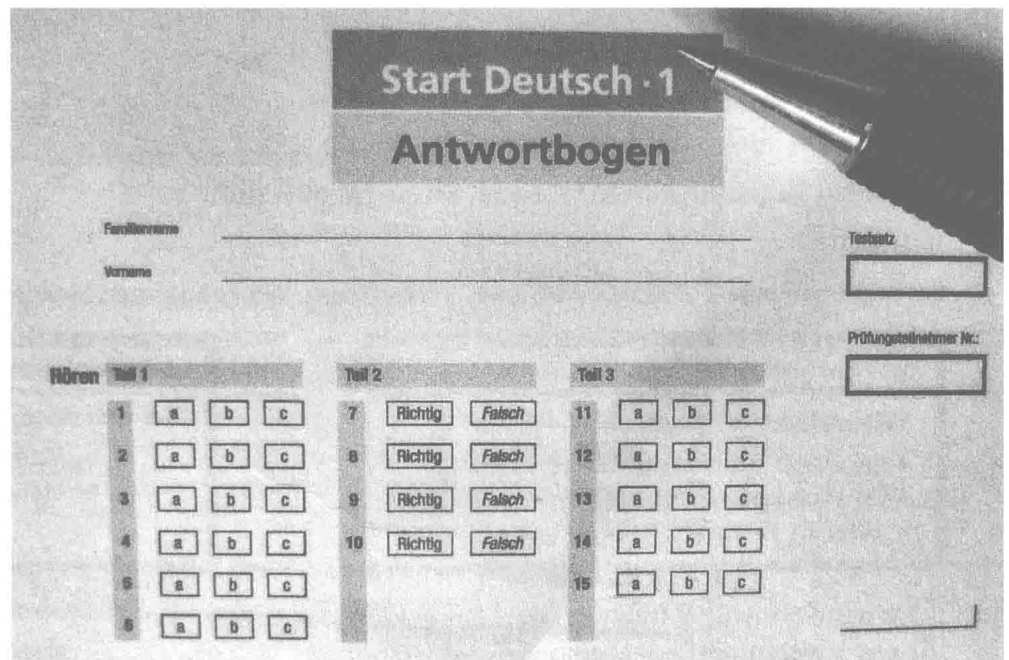 Start Deutsch · 1
Antwortbogen
Familienname
Vorname
Testsatz
Prüfungsteilnehmer Nr.:
Hören Teil 1 Teil 2 Teil 3
1 a b c 7 Richtig Falsch 11 a b c
2 a b c 8 Richtig Falsch 12 a b c
3 a b c 9 Richtig Falsch 13 a b c
4 a b c 10 Richtig Falsch 14 a b c
5 a b c 15 a b c
6 a b c